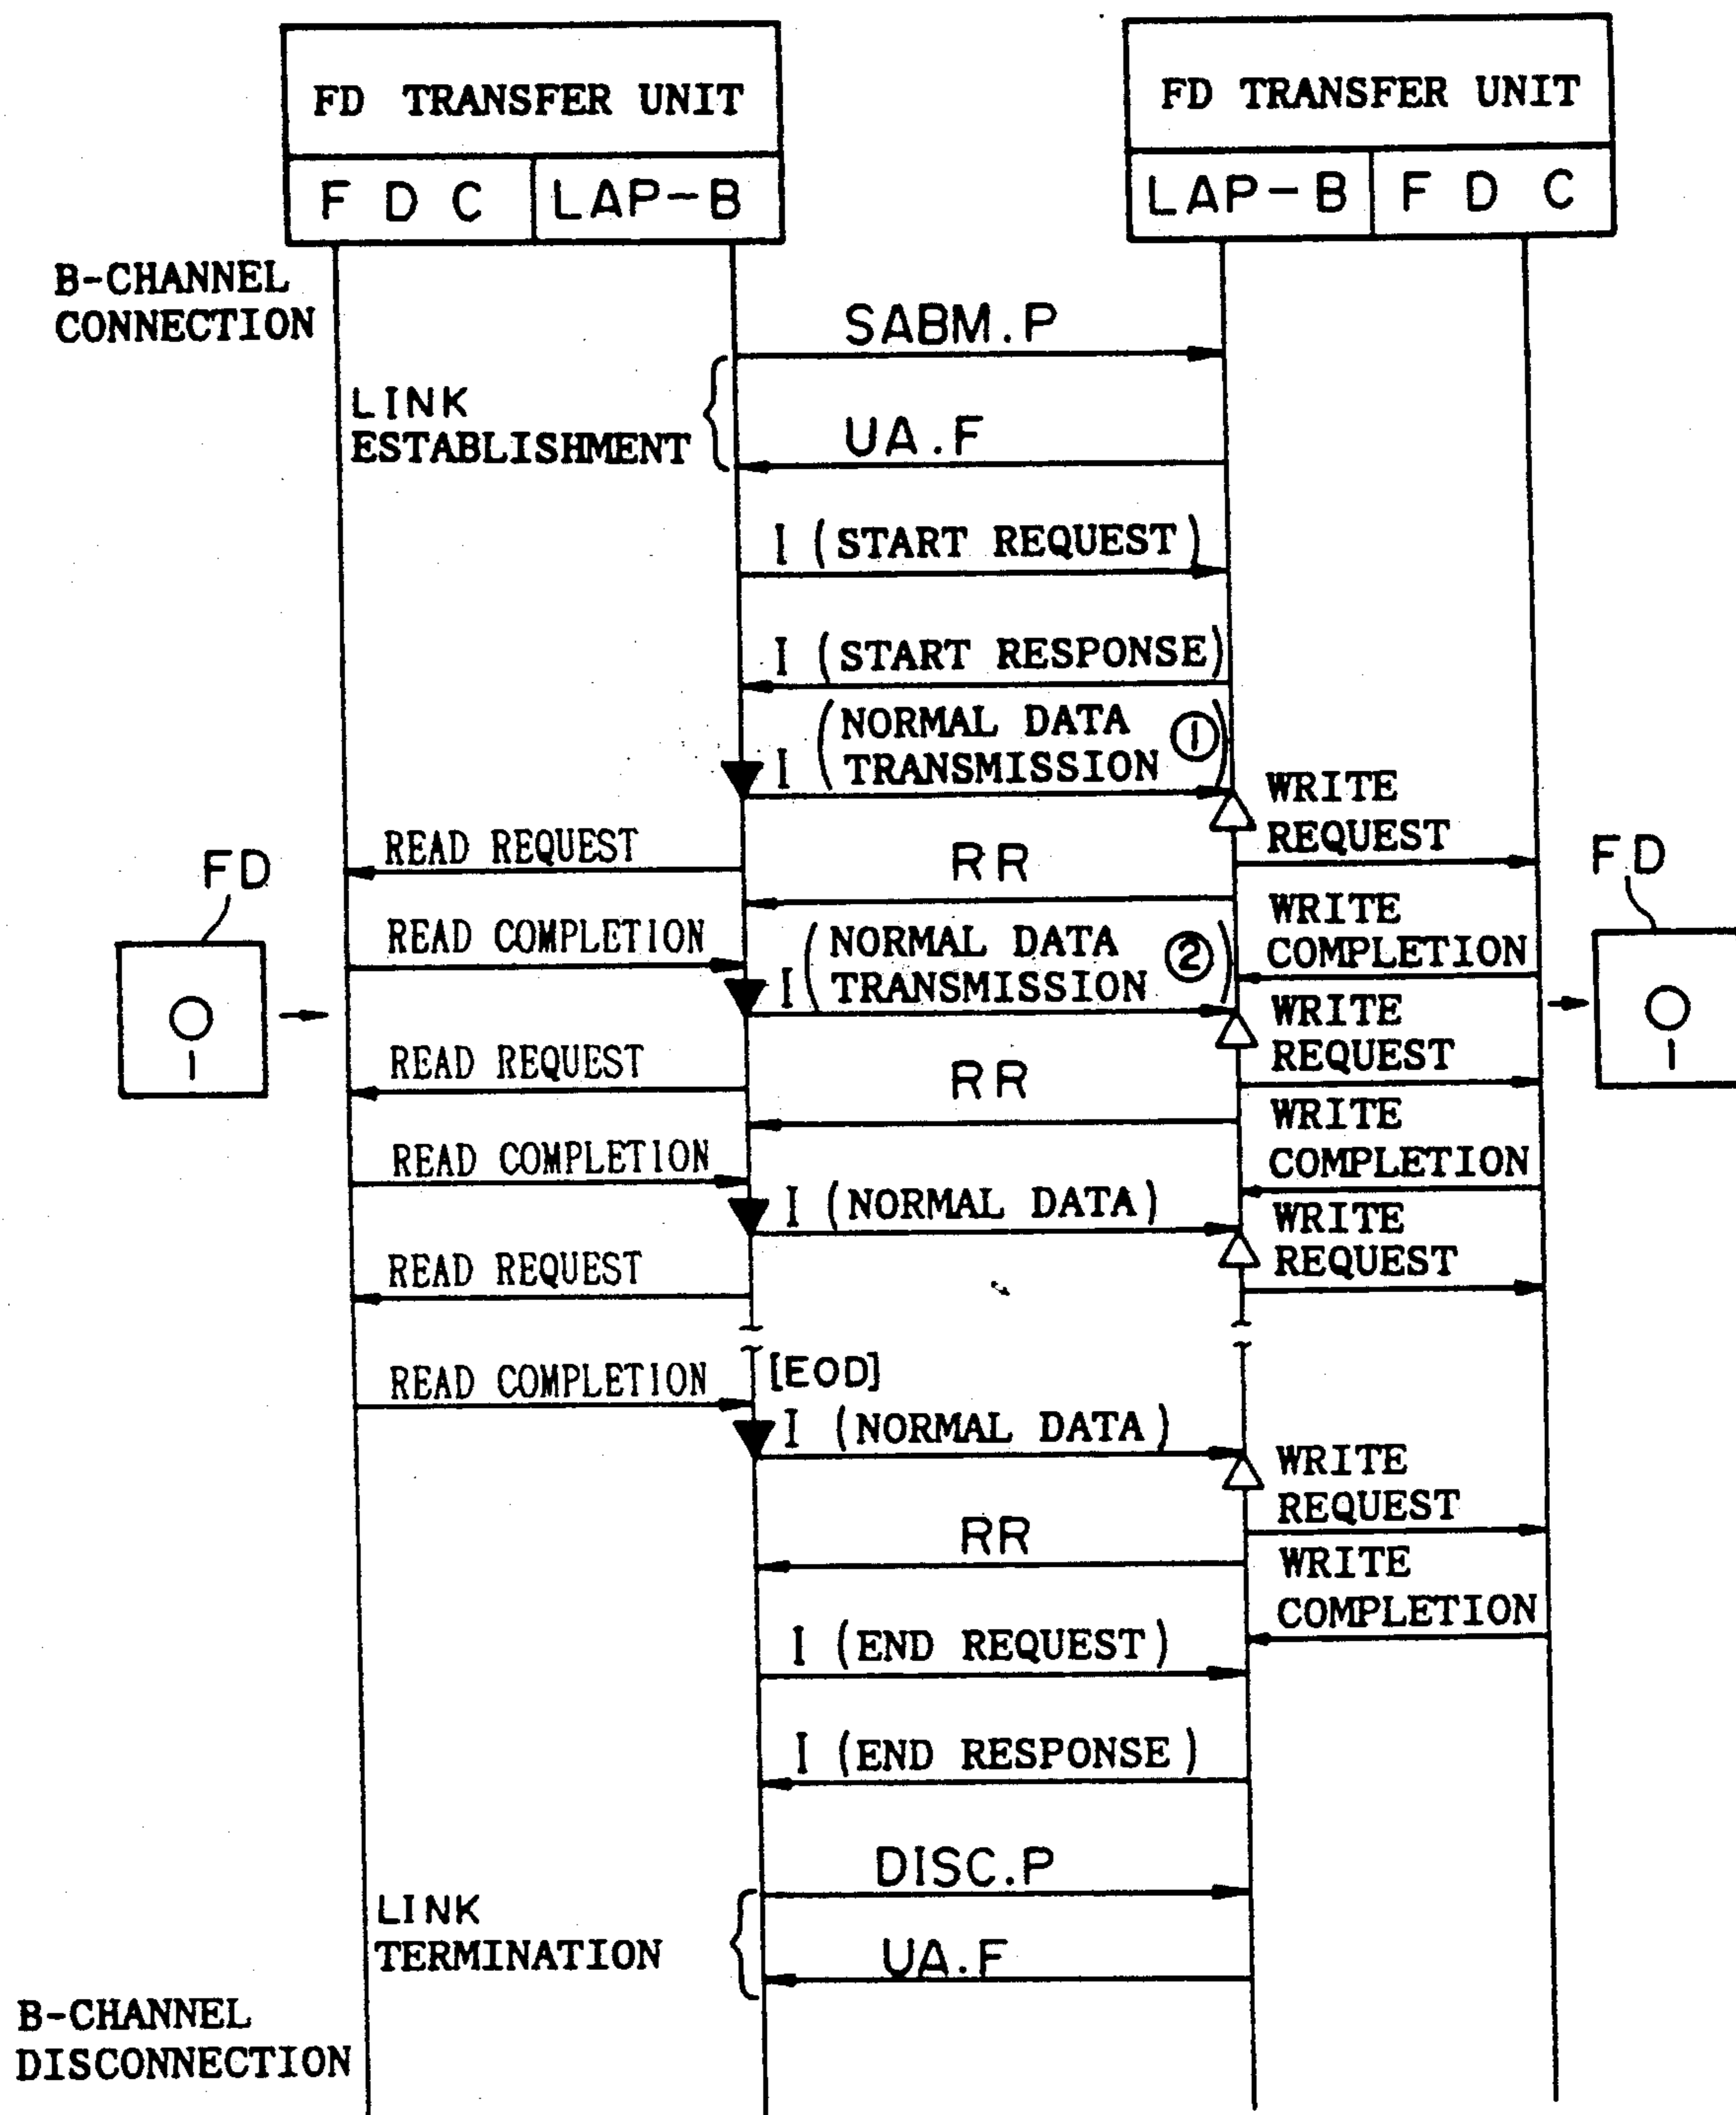 FD TRANSFER UNIT
FD TRANSFER UNIT
F D C
LAP-B
LAP-B
F D C
B-CHANNEL
CONNECTION
SABM.P
LINK
ESTABLISHMENT
UA.F
I (START REQUEST)
I (START RESPONSE)
I (NORMAL DATA
TRANSMISSION ①)
WRITE
REQUEST
READ REQUEST
RR
FD
FD
READ COMPLETION
WRITE
COMPLETION
I (NORMAL DATA
TRANSMISSION ②)
WRITE
REQUEST
READ REQUEST
RR
WRITE
COMPLETION
READ COMPLETION
I (NORMAL DATA)
WRITE
REQUEST
READ REQUEST
READ COMPLETION
[EOD]
I (NORMAL DATA)
WRITE
REQUEST
RR
WRITE
COMPLETION
I (END REQUEST)
I (END RESPONSE)
DISC.P
LINK
TERMINATION
UA.F
B-CHANNEL
DISCONNECTION